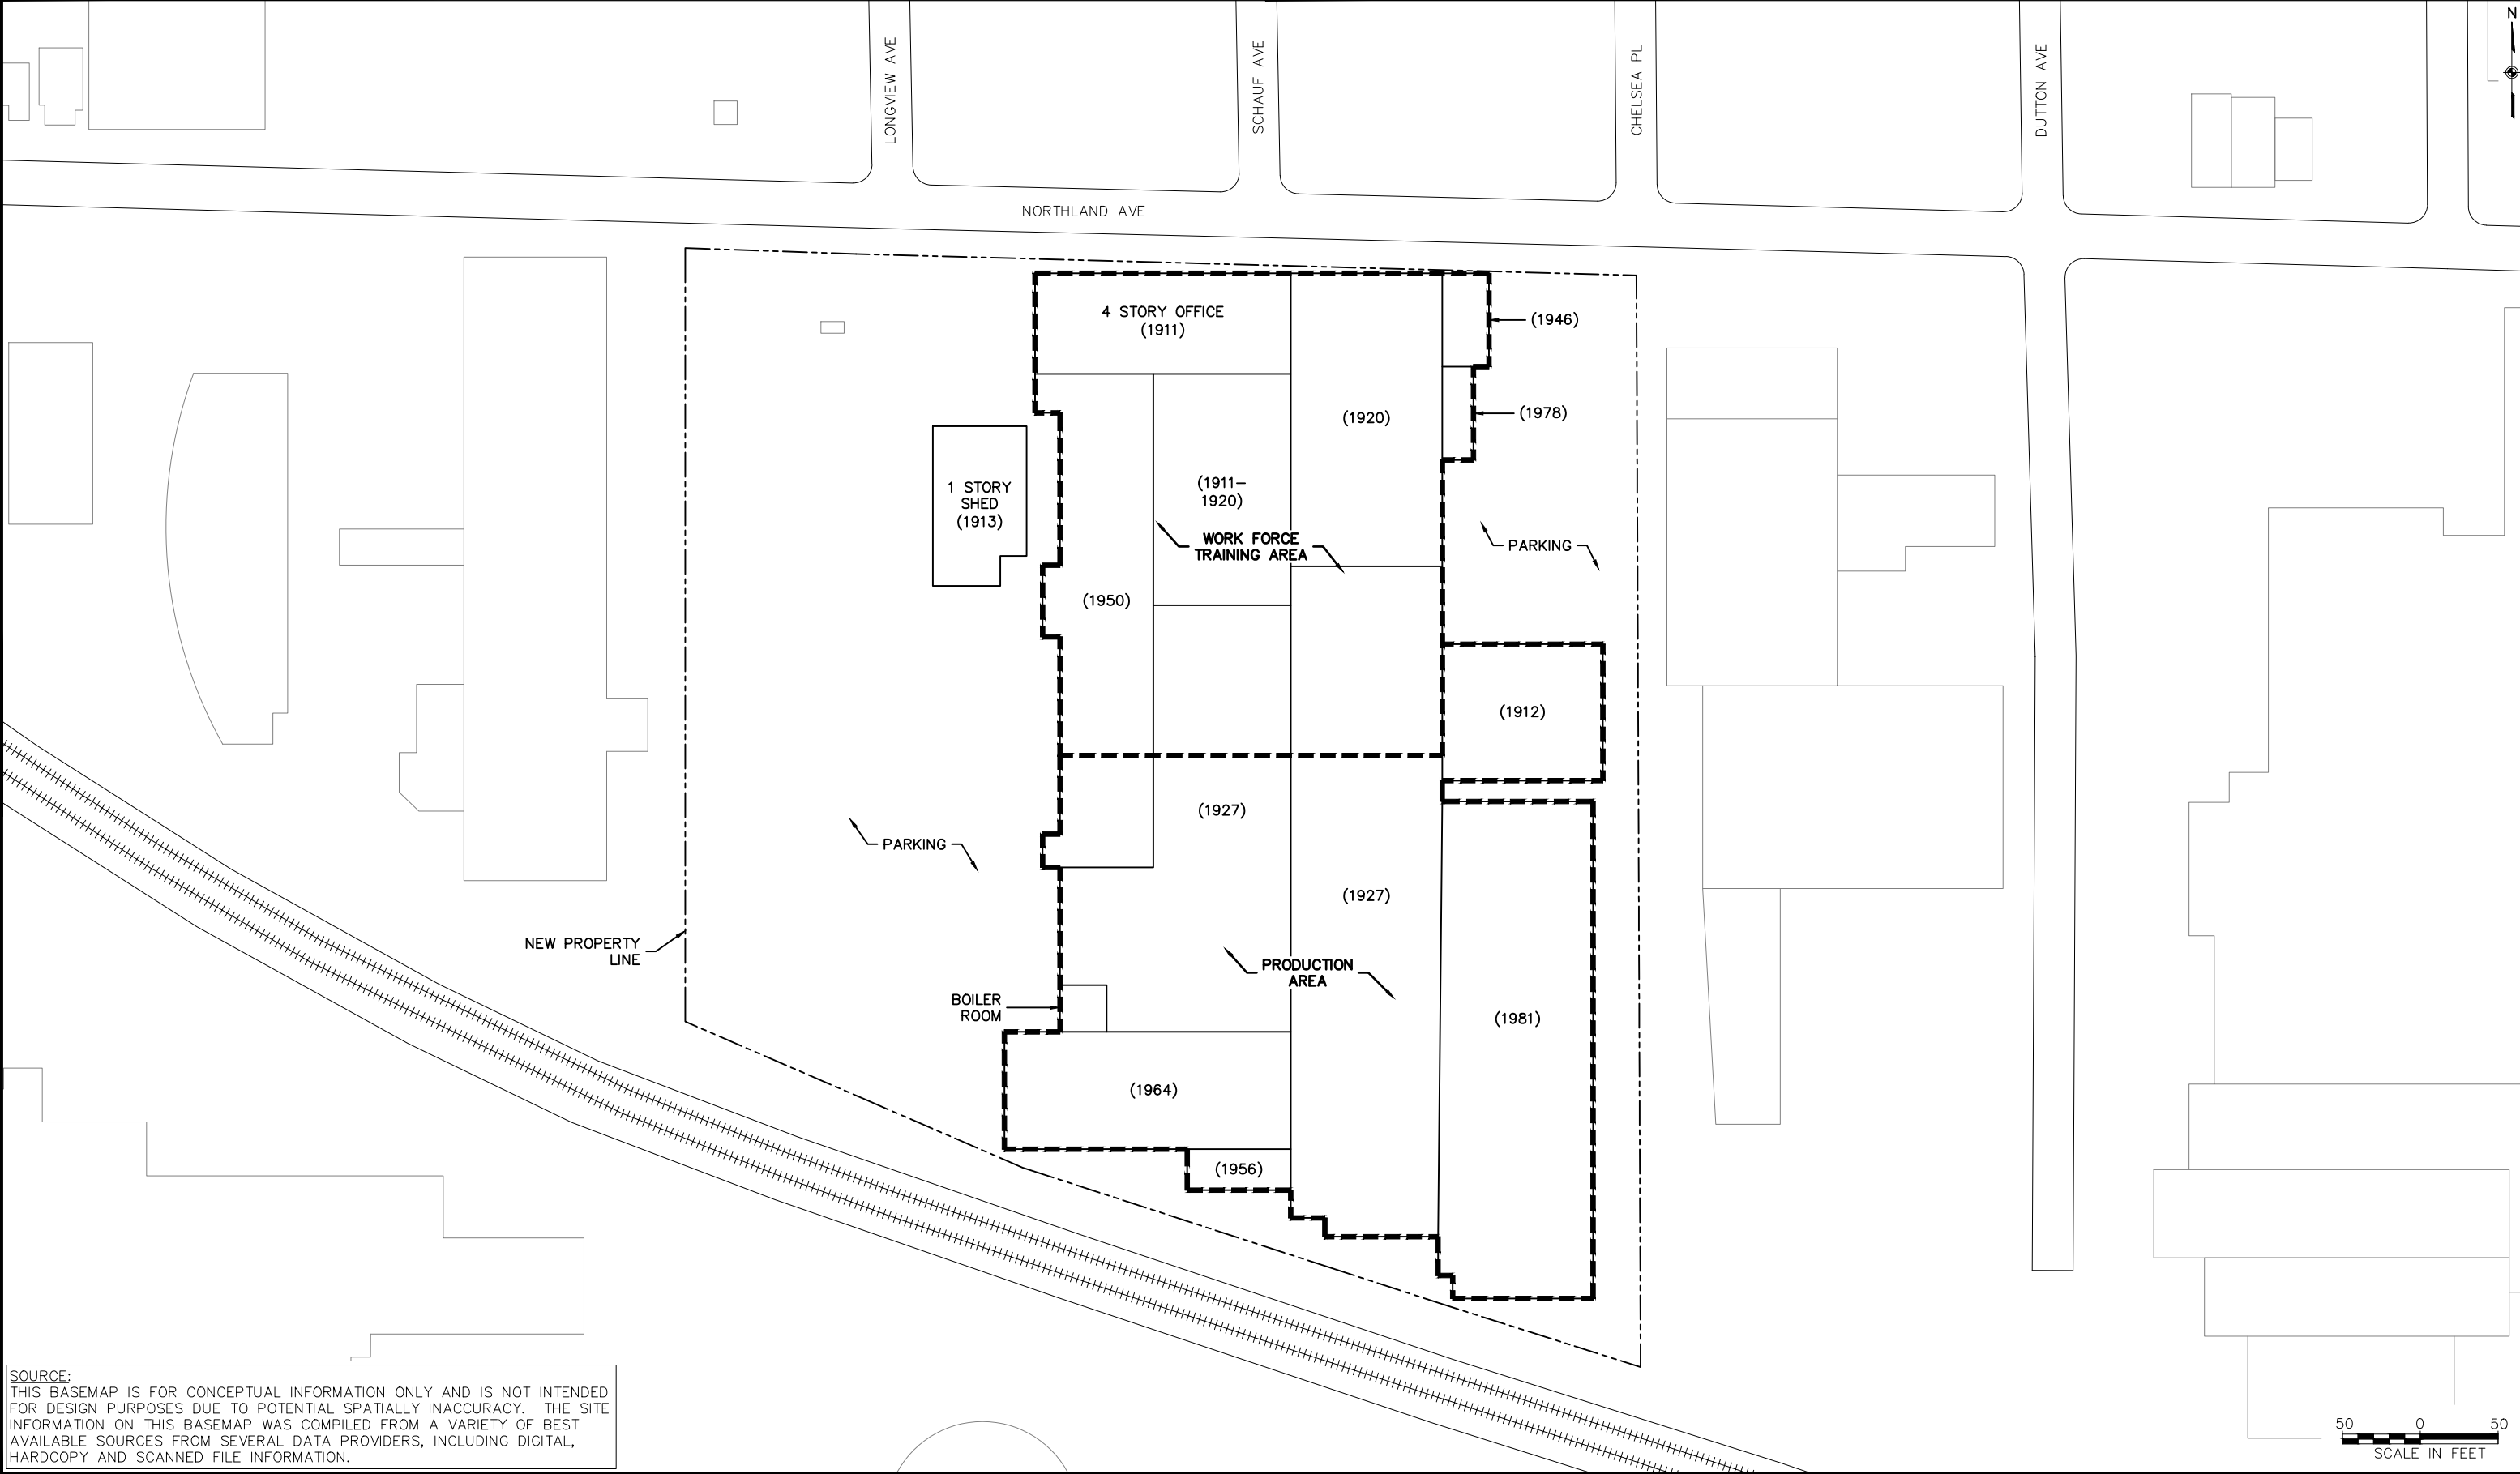 N
LONGVIEW AVE
SCHAUF AVE
CHELSEA PL
DUTTON AVE
NORTHLAND AVE
4 STORY OFFICE
(1911)
(1946)
(1920)
(1978)
1 STORY
SHED
(1913)
(1911–
1920)
WORK FORCE
TRAINING AREA
PARKING
(1950)
(1912)
(1927)
PARKING
(1927)
NEW PROPERTY
LINE
PRODUCTION
AREA
BOILER
ROOM
(1981)
(1964)
(1956)
SOURCE:
THIS BASEMAP IS FOR CONCEPTUAL INFORMATION ONLY AND IS NOT INTENDED
FOR DESIGN PURPOSES DUE TO POTENTIAL SPATIALLY INACCURACY. THE SITE
INFORMATION ON THIS BASEMAP WAS COMPILED FROM A VARIETY OF BEST
AVAILABLE SOURCES FROM SEVERAL DATA PROVIDERS, INCLUDING DIGITAL,
HARDCOPY AND SCANNED FILE INFORMATION.
50 0 50
SCALE IN FEET